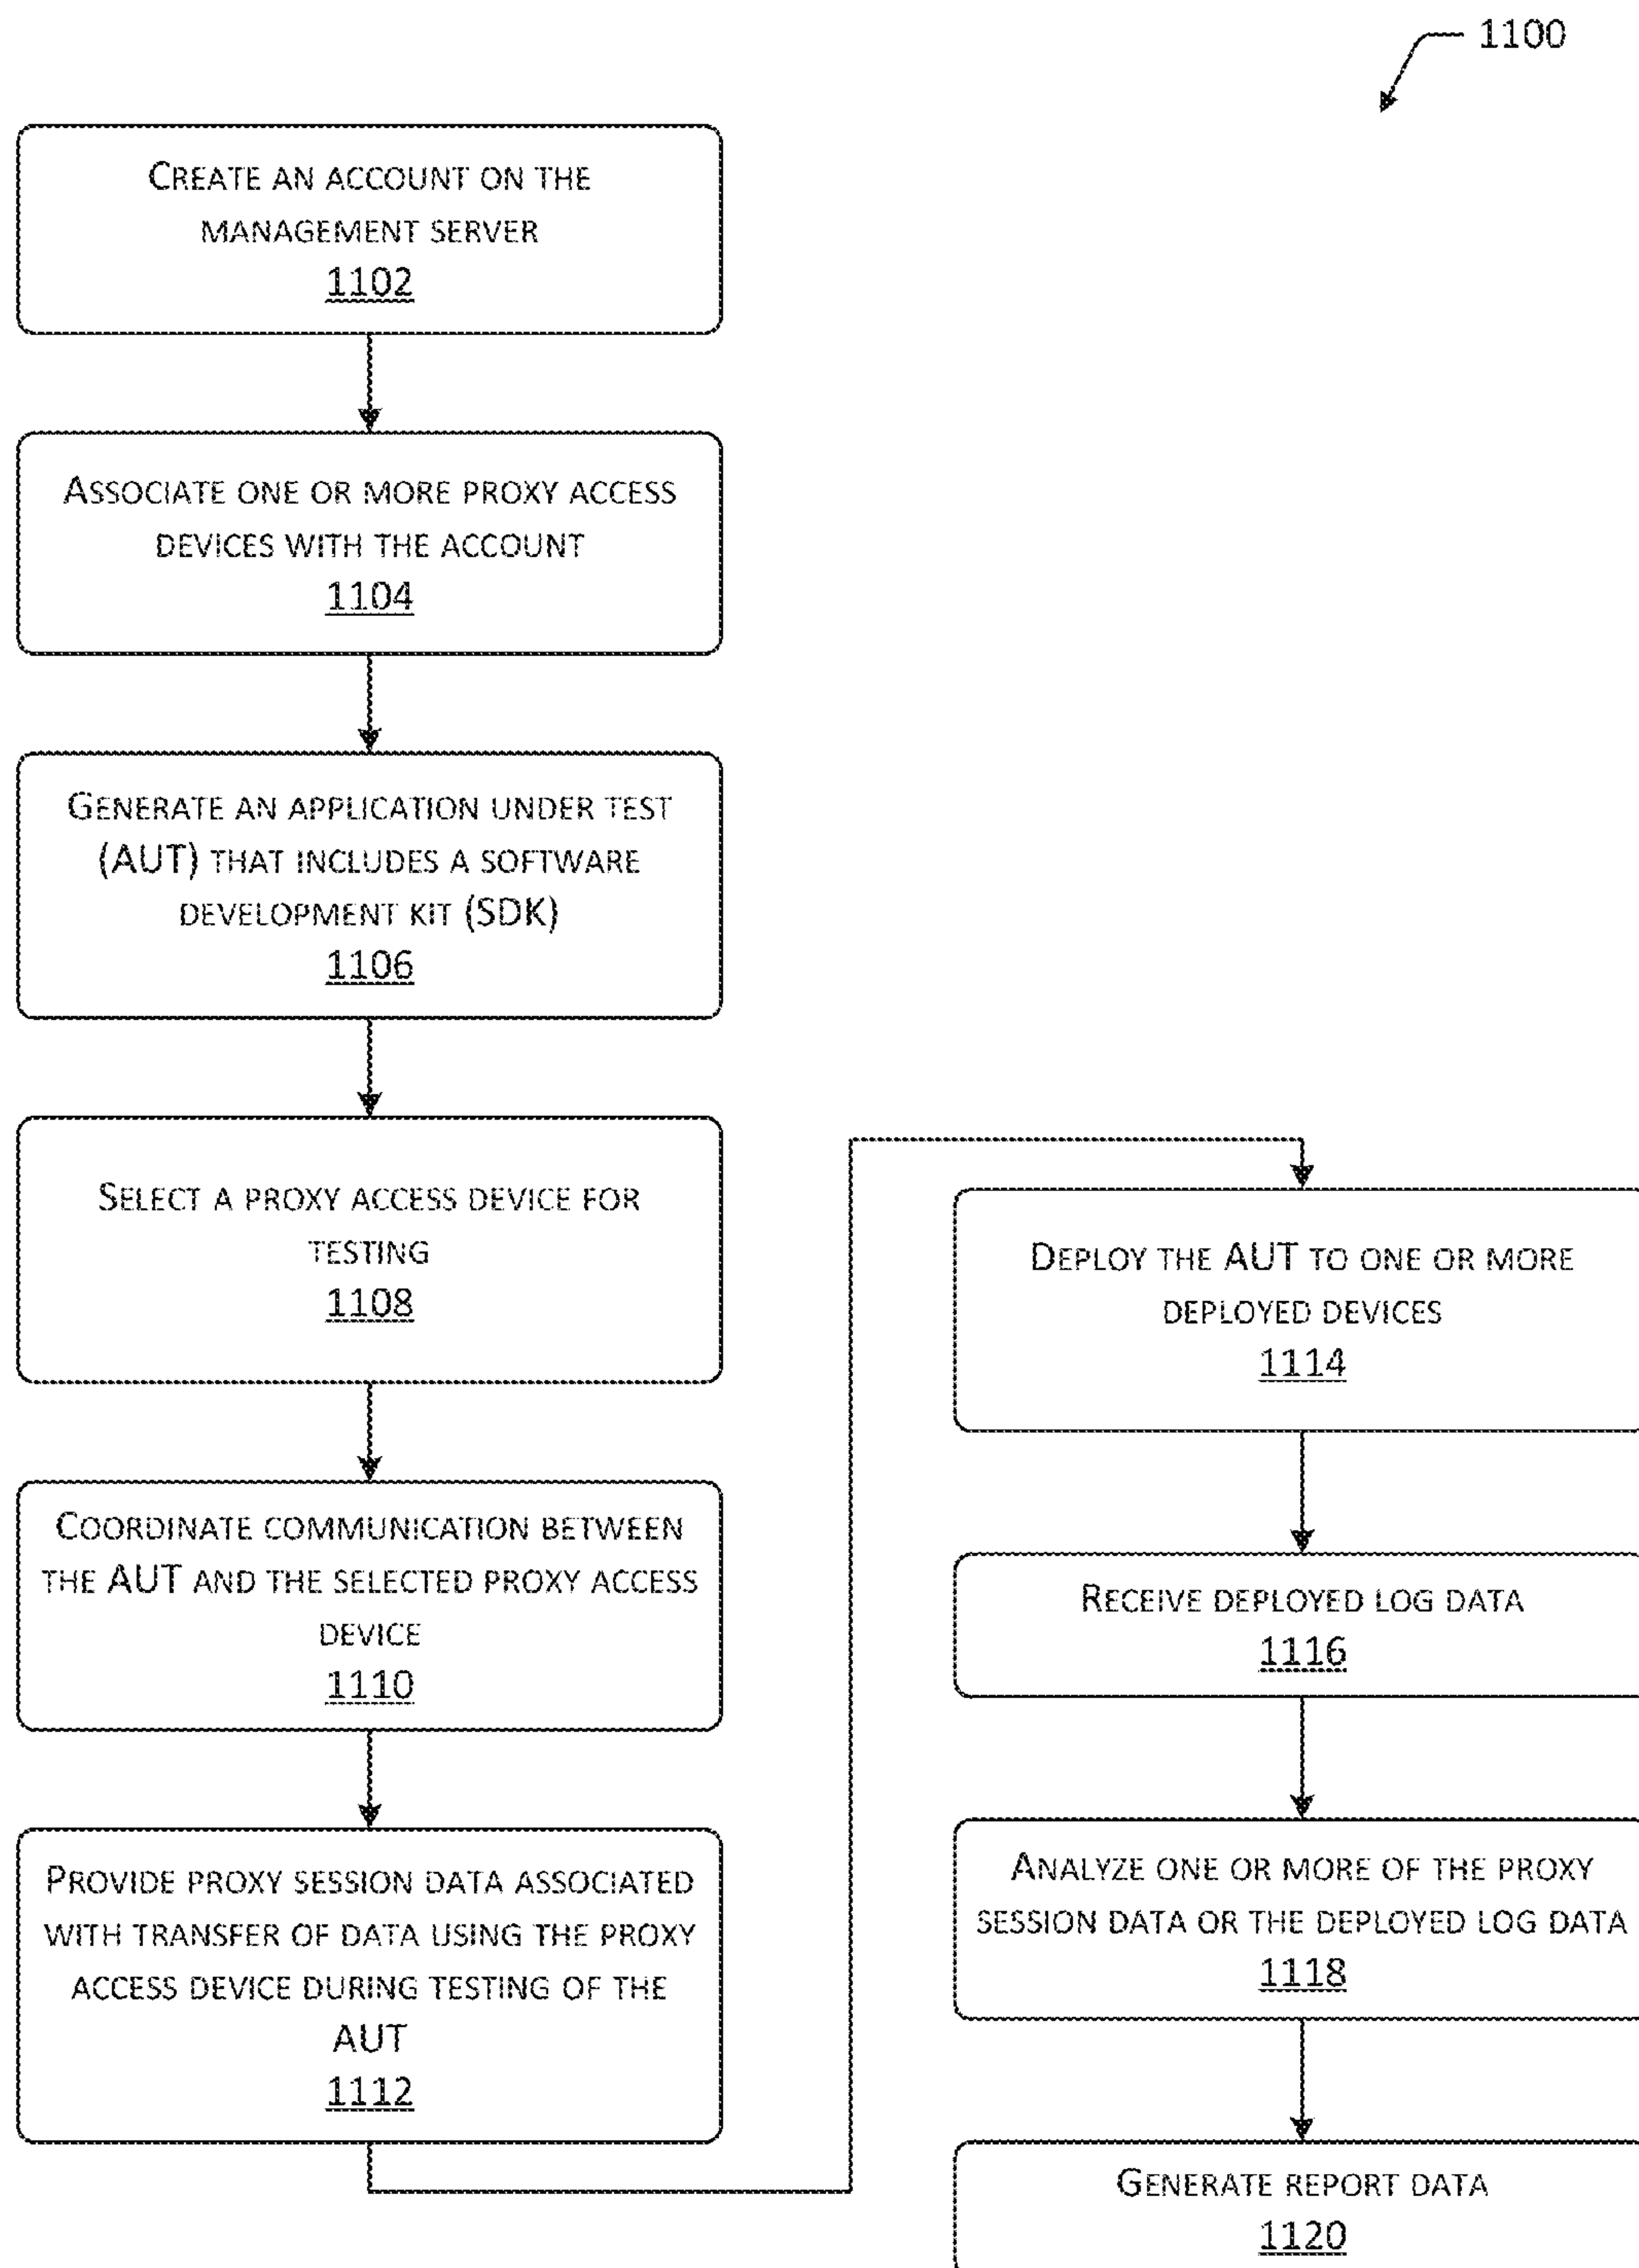 1100
CREATE AN ACCOUNT ON THE
MANAGEMENT SERVER
1102
ASSOCIATE ONE OR MORE PROXY ACCESS
DEVICES WITH THE ACCOUNT
1104
GENERATE AN APPLICATION UNDER TEST
(AUT) THAT INCLUDES A SOFTWARE
DEVELOPMENT KIT (SDK)
1106
SELECT A PROXY ACCESS DEVICE FOR
TESTING
1108
COORDINATE COMMUNICATION BETWEEN
THE AUT AND THE SELECTED PROXY ACCESS
DEVICE
1110
PROVIDE PROXY SESSION DATA ASSOCIATED
WITH TRANSFER OF DATA USING THE PROXY
ACCESS DEVICE DURING TESTING OF THE
AUT
1112
DEPLOY THE AUT TO ONE OR MORE
DEPLOYED DEVICES
1114
RECEIVE DEPLOYED LOG DATA
1116
ANALYZE ONE OR MORE OF THE PROXY
SESSION DATA OR THE DEPLOYED LOG DATA
1118
GENERATE REPORT DATA
1120